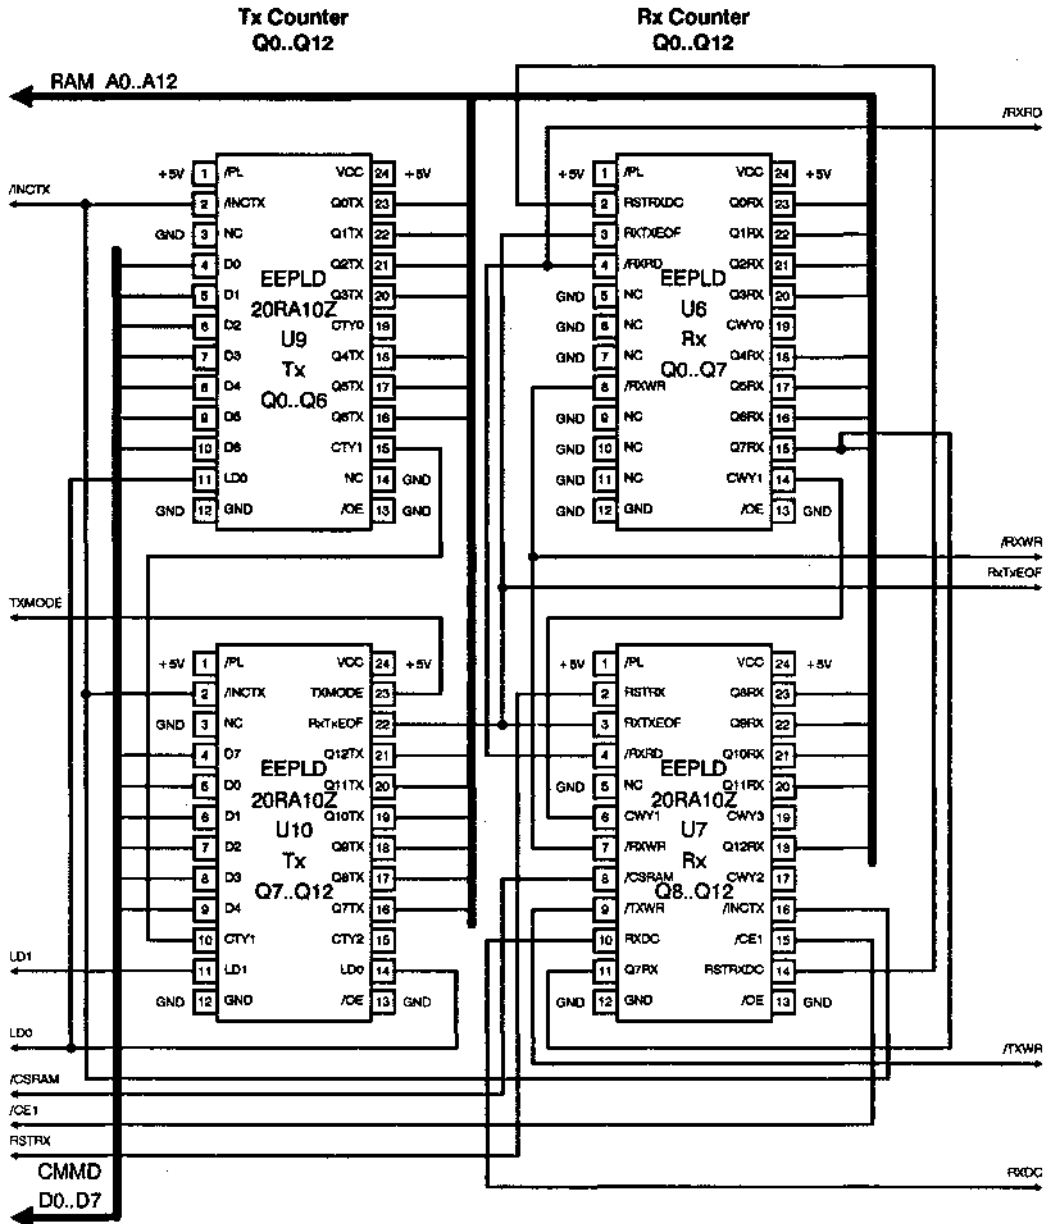 Tx Counter
Q0..Q12
Rx Counter
Q0..Q12
RAM A0..A12
/RXRD
/INCTX
+5V 1 /PL VCC 24 +5V
2 /INCTX Q0TX 23
GND 3 NC Q1TX 22
4 D0 Q2TX 21
5 D1 Q3TX 20
6 D2 CTY0 19
7 D3 Q4TX 18
8 D4 Q5TX 17
9 D5 Q6TX 16
10 D6 CTY1 15
11 LD0 NC 14 GND
GND 12 GND /OE 13 GND
EEPLD
20RA10Z
U9
Tx
Q0..Q6
+5V 1 /PL VCC 24 +5V
2 RSTRXDC Q0RX 23
3 RXTXEOF Q1RX 22
4 /RXRD Q2RX 21
GND 5 NC Q3RX 20
GND 6 NC CWY0 19
GND 7 NC Q4RX 18
8 /RXWR Q5RX 17
GND 9 NC Q6RX 16
GND 10 NC Q7RX 15
GND 11 NC CWY1 14
GND 12 GND /OE 13 GND
EEPLD
U6
Rx
Q0..Q7
/RXWR
RxTxEOF
TXMODE
+5V 1 /PL VCC 24 +5V
2 /INCTX TXMODE 23
GND 3 NC RxTxEOF 22
4 D7 Q12TX 21
5 D0 Q11TX 20
6 D1 Q10TX 19
7 D2 Q9TX 18
8 D3 Q8TX 17
9 D4 Q7TX 16
10 CTY1 CTY2 15
11 LD1 LD0 14
GND 12 GND /OE 13 GND
EEPLD
20RA10Z
U10
Tx
Q7..Q12
+5V 1 /PL VCC 24 +5V
2 RSTRX Q8RX 23
3 RXTXEOF Q9RX 22
4 /RXRD Q10RX 21
GND 5 NC Q11RX 20
6 CWY1 CWY3 19
7 /RXWR Q12RX 18
8 /CSRAM CWY2 17
9 /TXWR /INCTX 16
10 RXDC /CE1 15
11 Q7RX RSTRXDC 14
GND 12 GND /OE 13 GND
EEPLD
20RA10Z
U7
Rx
Q8..Q12
LD1
LD0
/TXWR
/CSRAM
/CE1
RSTRX
CMMD
D0..D7
RXDC